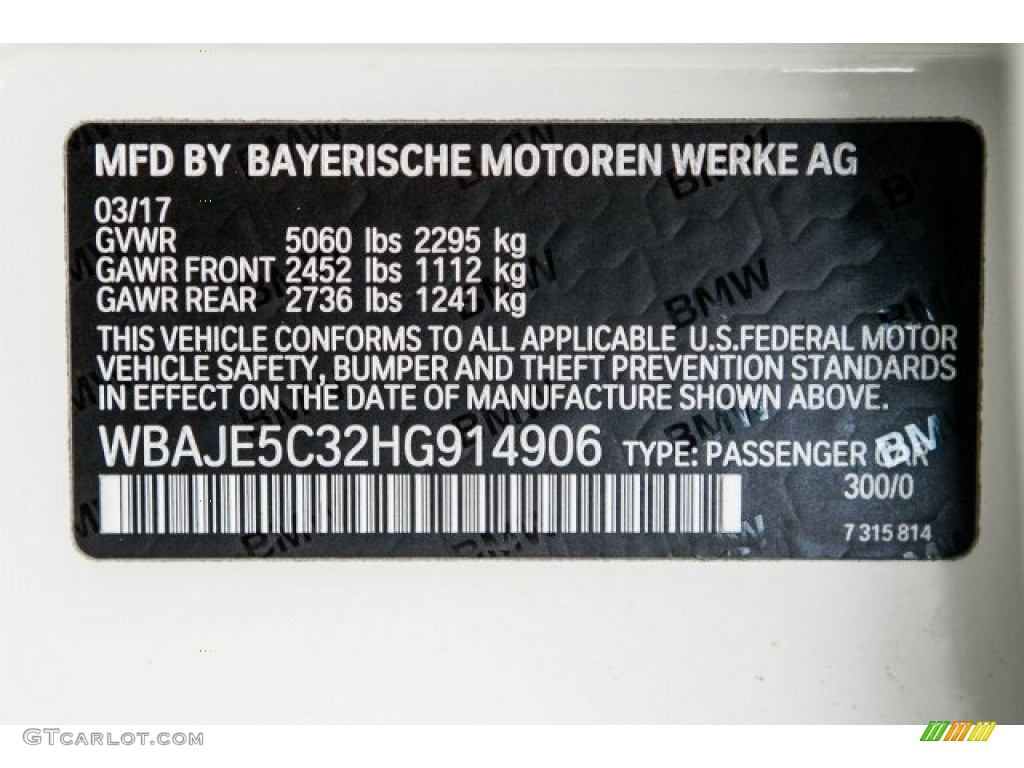 MFD BY BAYERISCHE MOTOREN WERKE AG
03/17
GVWR 5060 lbs 2295 kg
GAWR FRONT 2452 lbs 1112 kg
GAWR REAR 2736 lbs 1241 kg
THIS VEHICLE CONFORMS TO ALL APPLICABLE U.S.FEDERAL MOTOR
VEHICLE SAFETY, BUMPER AND THEFT PREVENTION STANDARDS
IN EFFECT ON THE DATE OF MANUFACTURE SHOWN ABOVE.
WBAJE5C32HG914906 TYPE: PASSENGER CAR
300/0
7 315 814
GTCARLOT.COM